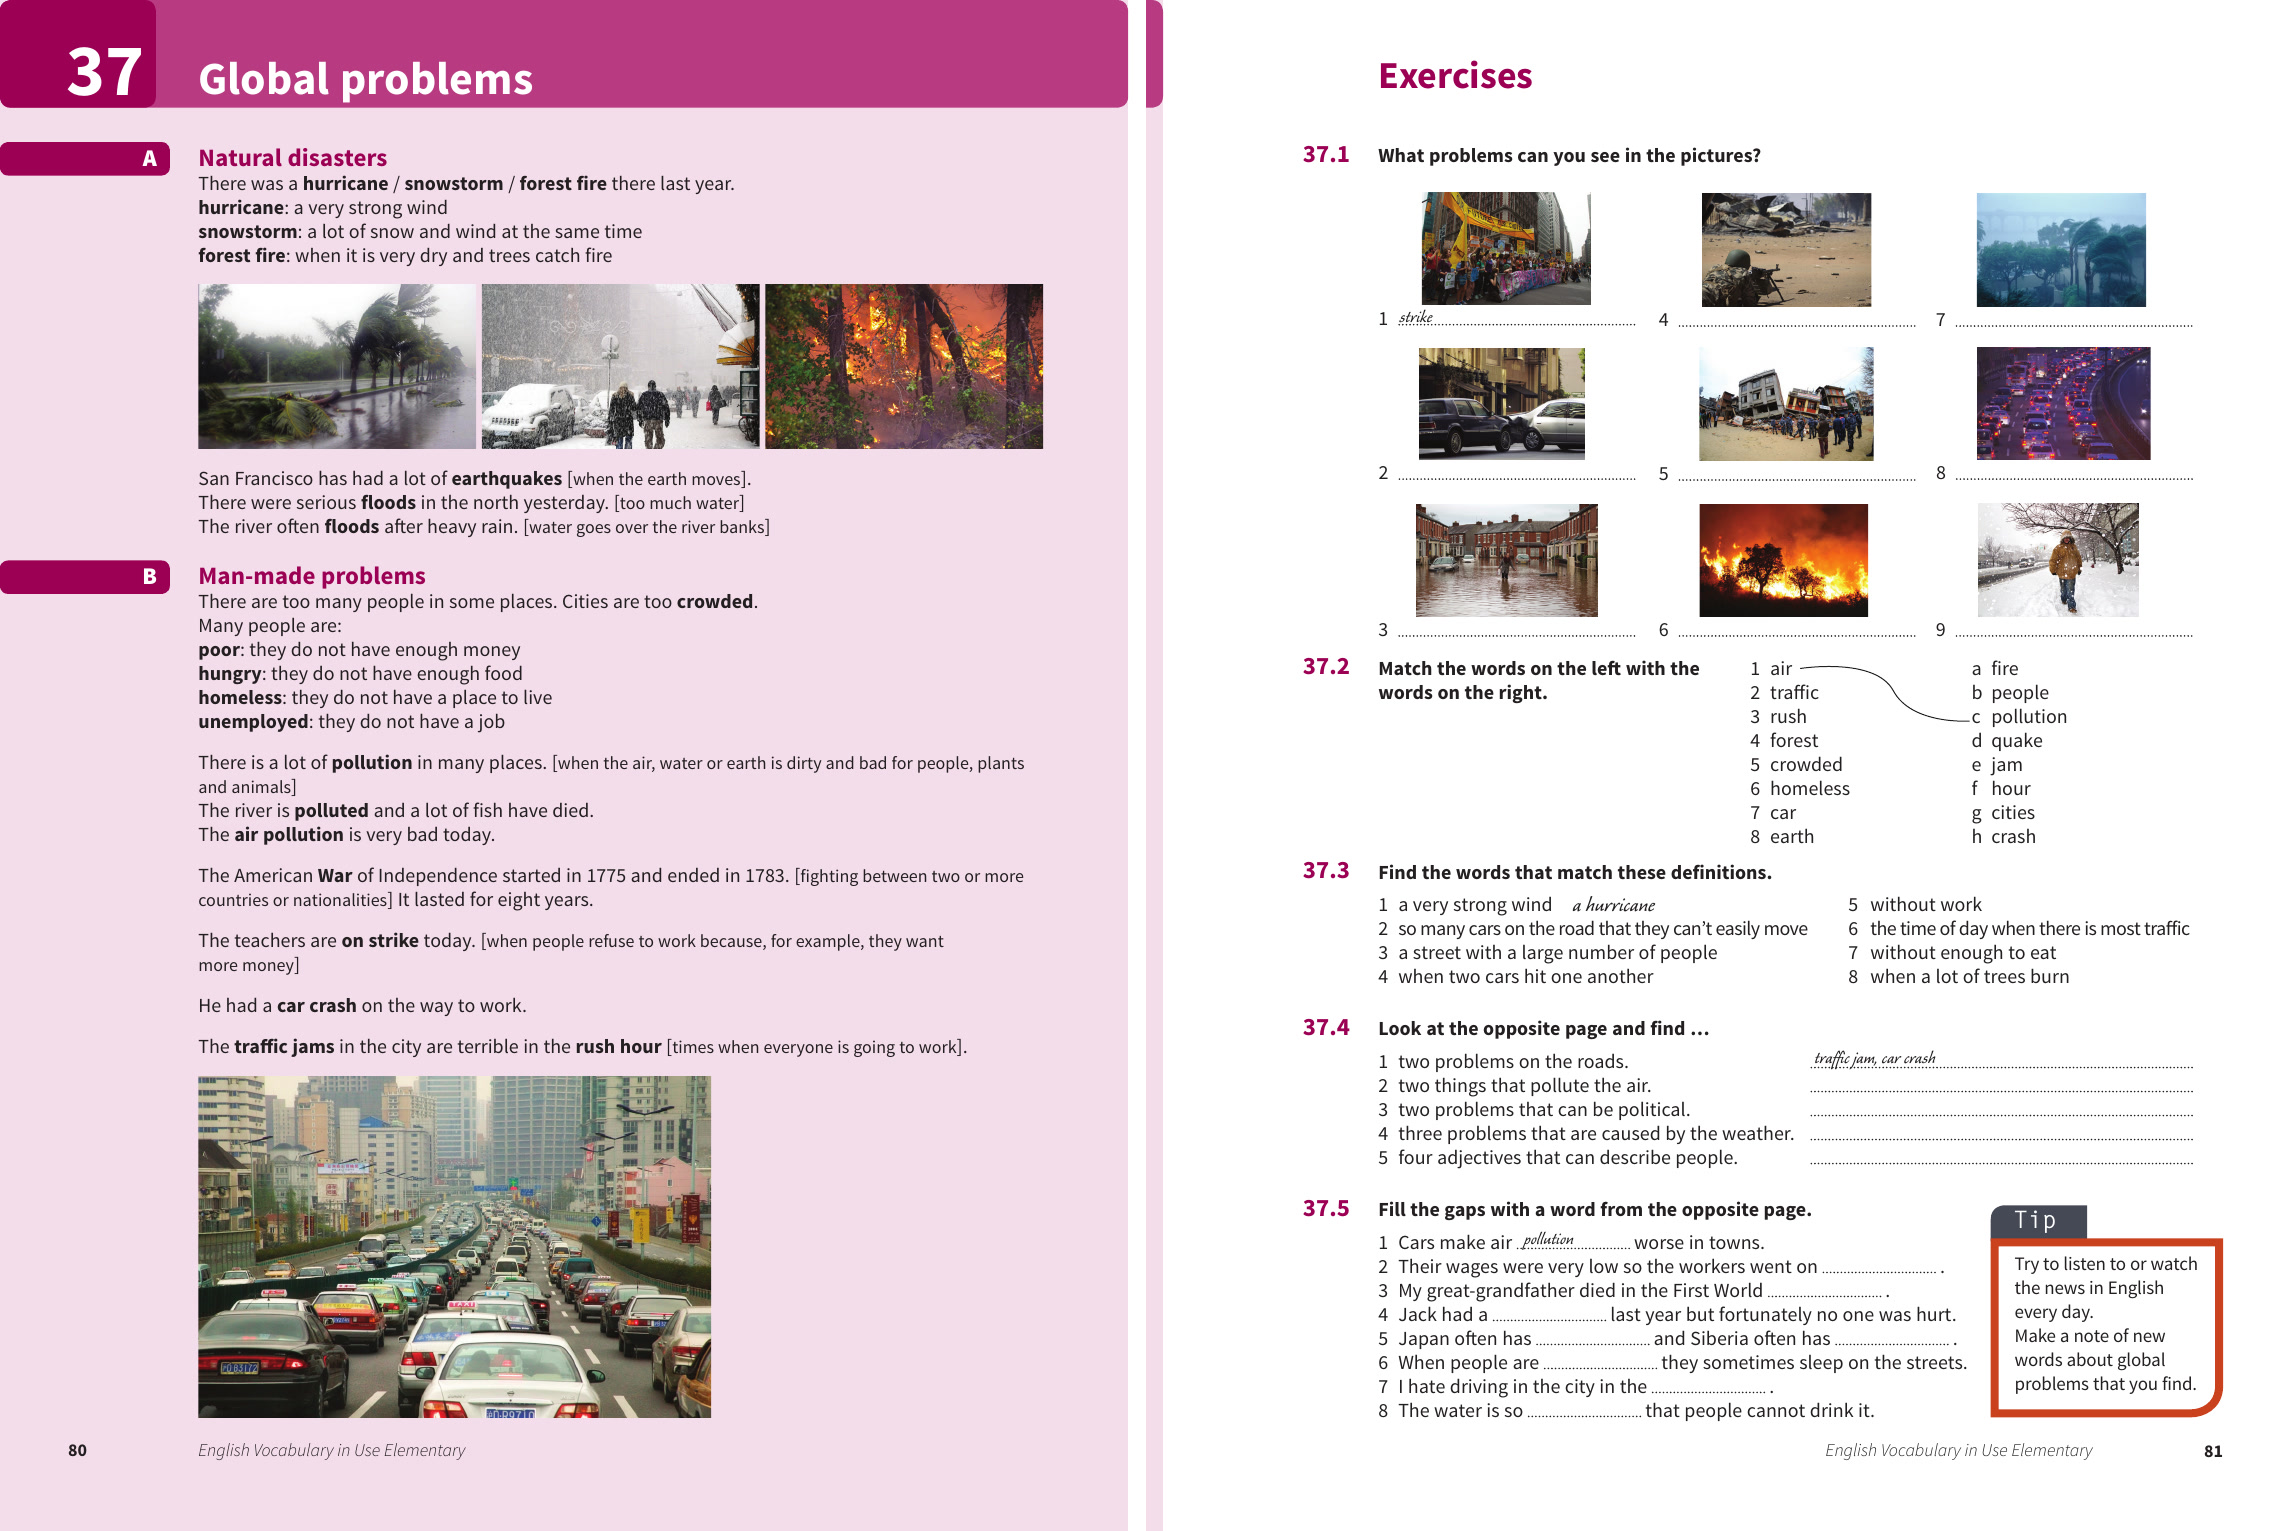 37
Global problems
A
Natural disasters
There was a hurricane / snowstorm / forest fire there last year.
hurricane: a very strong wind
snowstorm: a lot of snow and wind at the same time
forest fire: when it is very dry and trees catch fire
San Francisco has had a lot of earthquakes [when the earth moves].
There were serious floods in the north yesterday. [too much water]
The river often floods after heavy rain. [water goes over the river banks]
B
Man-made problems
There are too many people in some places. Cities are too crowded.
Many people are:
poor: they do not have enough money
hungry: they do not have enough food
homeless: they do not have a place to live
unemployed: they do not have a job
There is a lot of pollution in many places. [when the air, water or earth is dirty and bad for people, plants
and animals]
The river is polluted and a lot of fish have died.
The air pollution is very bad today.
The American War of Independence started in 1775 and ended in 1783. [fighting between two or more
countries or nationalities] It lasted for eight years.
The teachers are on strike today. [when people refuse to work because, for example, they want
more money]
He had a car crash on the way to work.
The traffic jams in the city are terrible in the rush hour [times when everyone is going to work].
TAXI
80
English Vocabulary in Use Elementary
Exercises
37.1 What problems can you see in the pictures?
1 strike
4
7
2
5
8
3
6
9
37.2 Match the words on the left with the
words on the right.
1 air
2 traffic
3 rush
4 forest
5 crowded
6 homeless
7 car
8 earth
a fire
b people
c pollution
d quake
e jam
f hour
g cities
h crash
37.3 Find the words that match these definitions.
1 a very strong wind a hurricane
2 so many cars on the road that they can't easily move
3 a street with a large number of people
4 when two cars hit one another
5 without work
6 the time of day when there is most traffic
7 without enough to eat
8 when a lot of trees burn
37.4 Look at the opposite page and find ...
1 two problems on the roads. traffic jam, car crash
2 two things that pollute the air.
3 two problems that can be political.
4 three problems that are caused by the weather.
5 four adjectives that can describe people.
37.5 Fill the gaps with a word from the opposite page.
1 Cars make air pollution worse in towns.
2 Their wages were very low so the workers went on .
3 My great-grandfather died in the First World .
4 Jack had a last year but fortunately no one was hurt.
5 Japan often has and Siberia often has .
6 When people are they sometimes sleep on the streets.
7 I hate driving in the city in the .
8 The water is so that people cannot drink it.
Tip
Try to listen to or watch
the news in English
every day.
Make a note of new
words about global
problems that you find.
English Vocabulary in Use Elementary
81